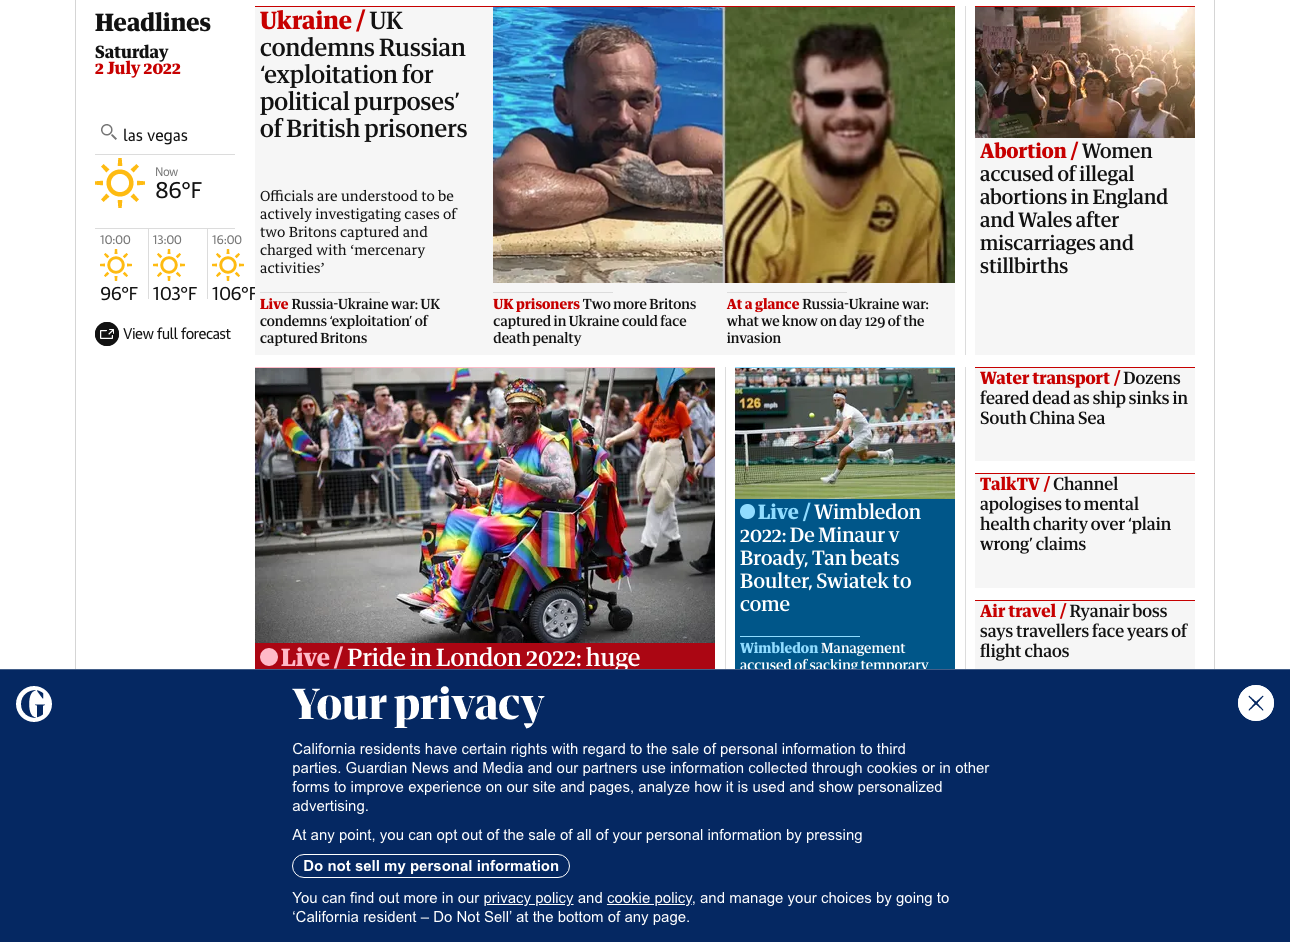 Headlines
Saturday
2 July 2022
las vegas
Now
86°F
10:00
96°F
13:00
103°F
16:00
106°F
View full forecast
Ukraine / UK
condemns Russian
‘exploitation for
political purposes’
of British prisoners
Officials are understood to be
actively investigating cases of
two Britons captured and
charged with ‘mercenary
activities’
Live Russia-Ukraine war: UK
condemns ‘exploitation’ of
captured Britons
UK prisoners Two more Britons
captured in Ukraine could face
death penalty
At a glance Russia-Ukraine war:
what we know on day 129 of the
invasion
Abortion / Women
accused of illegal
abortions in England
and Wales after
miscarriages and
stillbirths
Live / Pride in London 2022: huge
126 mph
Live / Wimbledon
2022: De Minaur v
Broady, Tan beats
Boulter, Swiatek to
come
Wimbledon Management
accused of sacking temporary
Water transport / Dozens
feared dead as ship sinks in
South China Sea
TalkTV / Channel
apologises to mental
health charity over ‘plain
wrong’ claims
Air travel / Ryanair boss
says travellers face years of
flight chaos
Your privacy
California residents have certain rights with regard to the sale of personal information to third
parties. Guardian News and Media and our partners use information collected through cookies or in other
forms to improve experience on our site and pages, analyze how it is used and show personalized
advertising.
At any point, you can opt out of the sale of all of your personal information by pressing
Do not sell my personal information
You can find out more in our privacy policy and cookie policy, and manage your choices by going to
‘California resident – Do Not Sell’ at the bottom of any page.